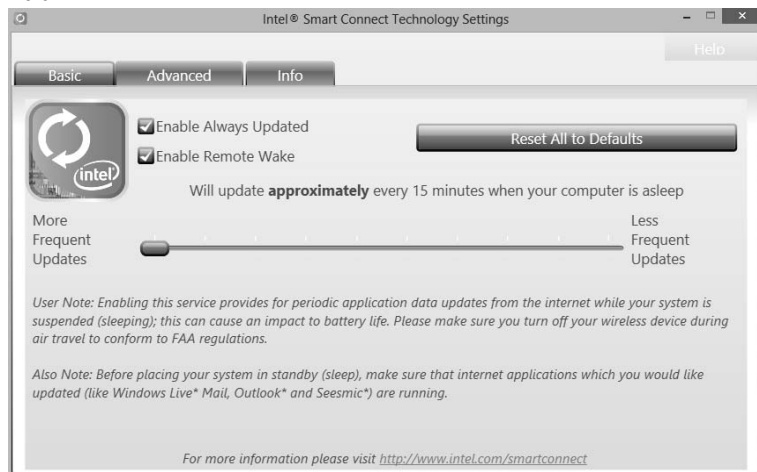 Intel® Smart Connect Technology Settings
Help
Basic Advanced Info
Enable Always Updated
Reset All to Defaults
Enable Remote Wake
intel
Will update approximately every 15 minutes when your computer is asleep
More
Frequent
Updates
Less
Frequent
Updates
User Note: Enabling this service provides for periodic application data updates from the internet while your system is
suspended (sleeping); this can cause an impact to battery life. Please make sure you turn off your wireless device during
air travel to conform to FAA regulations.
Also Note: Before placing your system in standby (sleep), make sure that internet applications which you would like
updated (like Windows Live* Mail, Outlook* and Seesmic*) are running.
For more information please visit http://www.intel.com/smartconnect